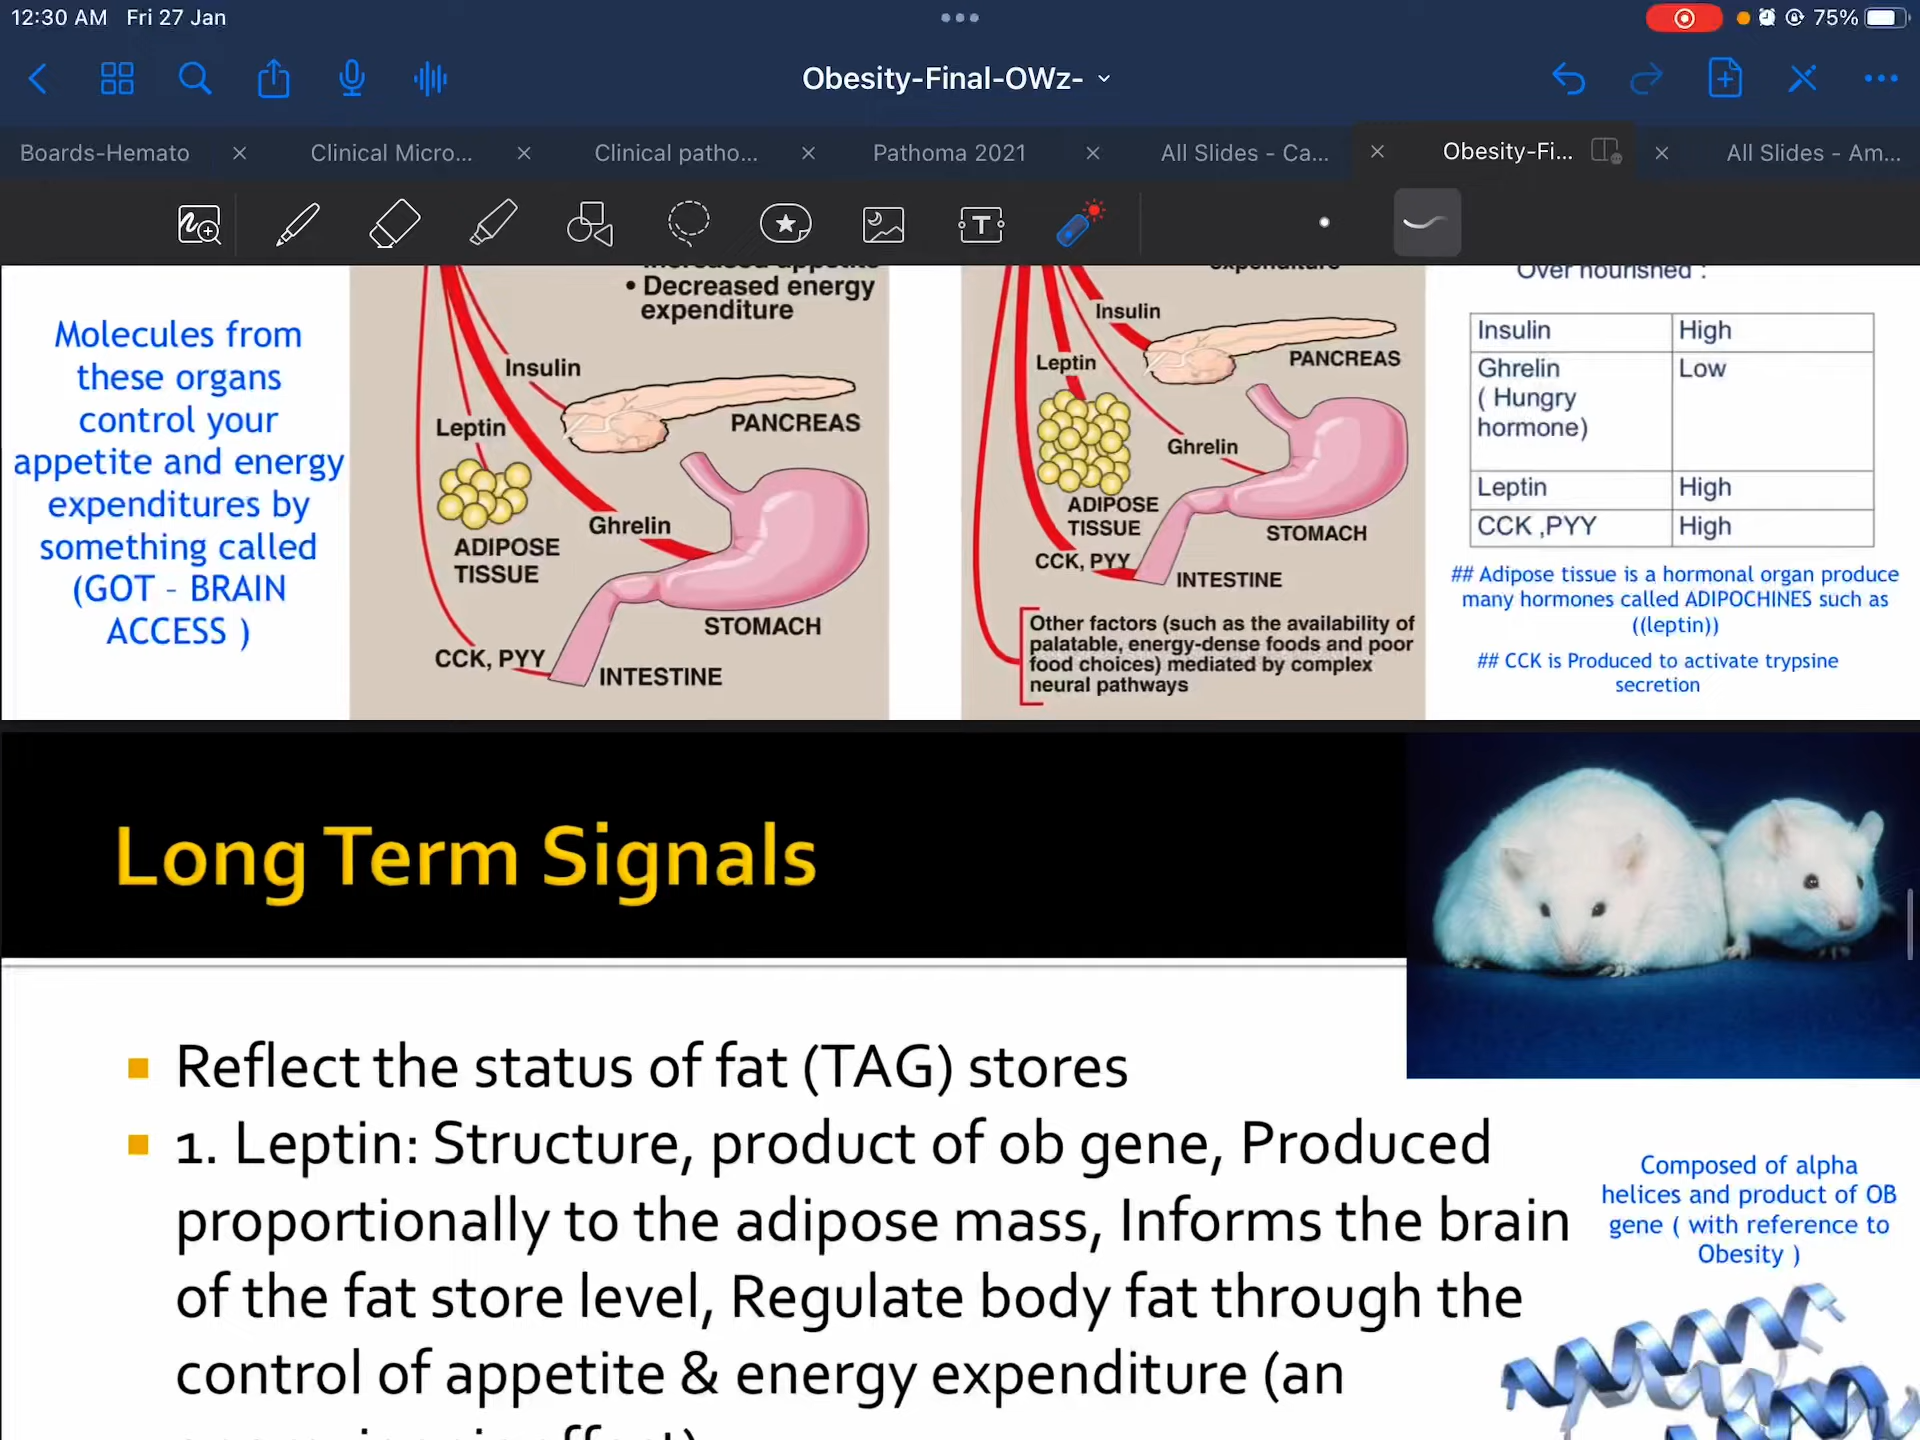 12:30 AM Fri 27 Jan
75%
Obesity-Final-OWz-
Boards-Hemato
Clinical Micro...
Clinical patho...
Pathoma 2021
All Slides - Ca...
Obesity-Fi...
All Slides - Am...
T
Molecules from
these organs
control your
appetite and energy
expenditures by
something called
(GOT - BRAIN
ACCESS )
Increased appetite
• Decreased energy
expenditure
Insulin
PANCREAS
Leptin
Ghrelin
ADIPOSE
TISSUE
STOMACH
CCK, PYY
INTESTINE
expenditure
Insulin
PANCREAS
Leptin
Ghrelin
ADIPOSE
TISSUE
STOMACH
CCK, PYY
INTESTINE
Other factors (such as the availability of
palatable, energy-dense foods and poor
food choices) mediated by complex
neural pathways
Over nourished :
Insulin High
Ghrelin Low
( Hungry
hormone)
Leptin High
CCK ,PYY High
## Adipose tissue is a hormonal organ produce
many hormones called ADIPOCHINES such as
((leptin))
## CCK is Produced to activate trypsine
secretion
Long Term Signals
Reflect the status of fat (TAG) stores
1. Leptin: Structure, product of ob gene, Produced
proportionally to the adipose mass, Informs the brain
of the fat store level, Regulate body fat through the
control of appetite & energy expenditure (an
Composed of alpha
helices and product of OB
gene ( with reference to
Obesity )